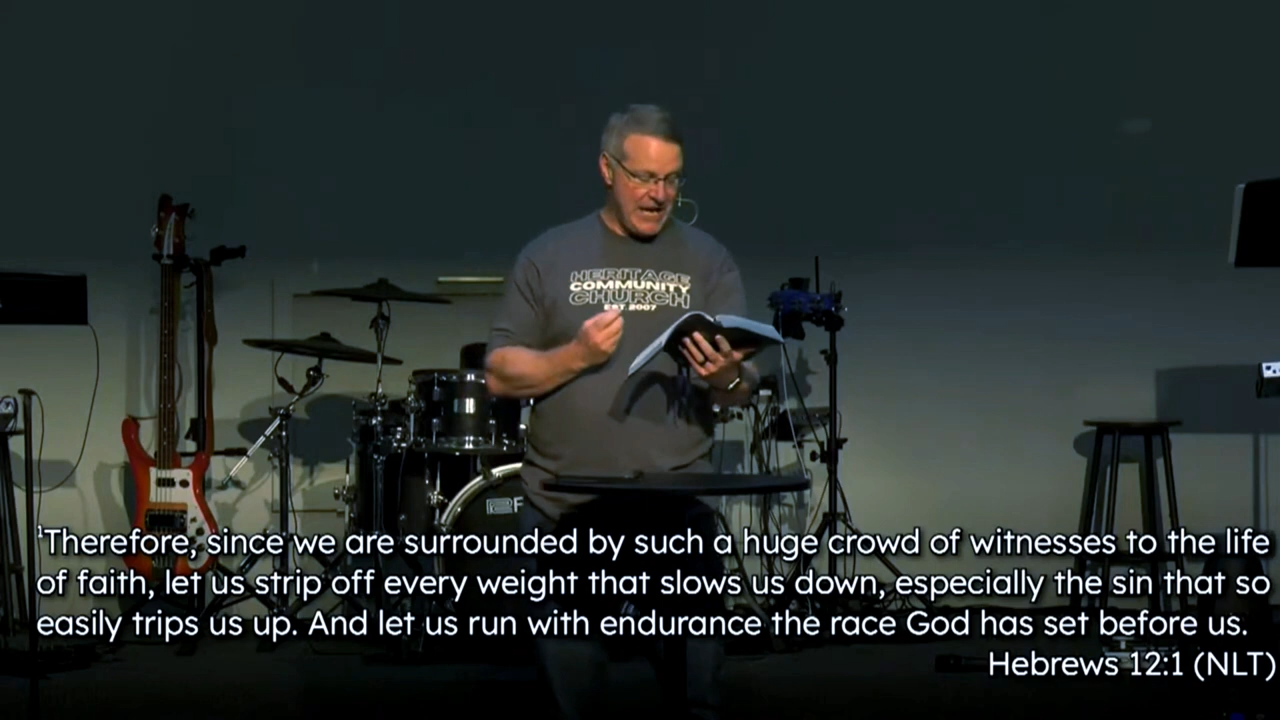 HERITAGE
COMMUNITY
CHURCH
EST. 2007
¹Therefore, since we are surrounded by such a huge crowd of witnesses to the life
of faith, let us strip off every weight that slows us down, especially the sin that so
easily trips us up. And let us run with endurance the race God has set before us.
Hebrews 12:1 (NLT)